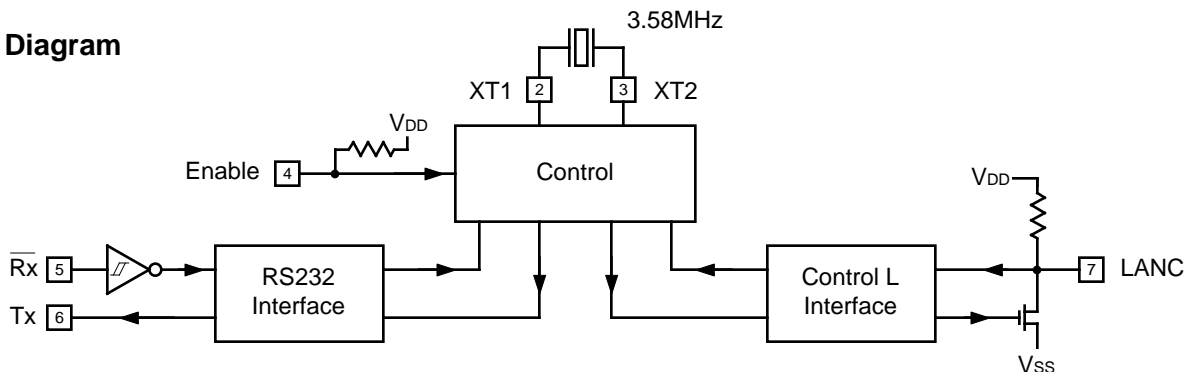 3.58MHz
Diagram
XT1 2 3 XT2
VDD
Enable 4
Control
VDD
R̅x̅ 5
RS232
Interface
Control L
Interface
7 LANC
Tx 6
VSS